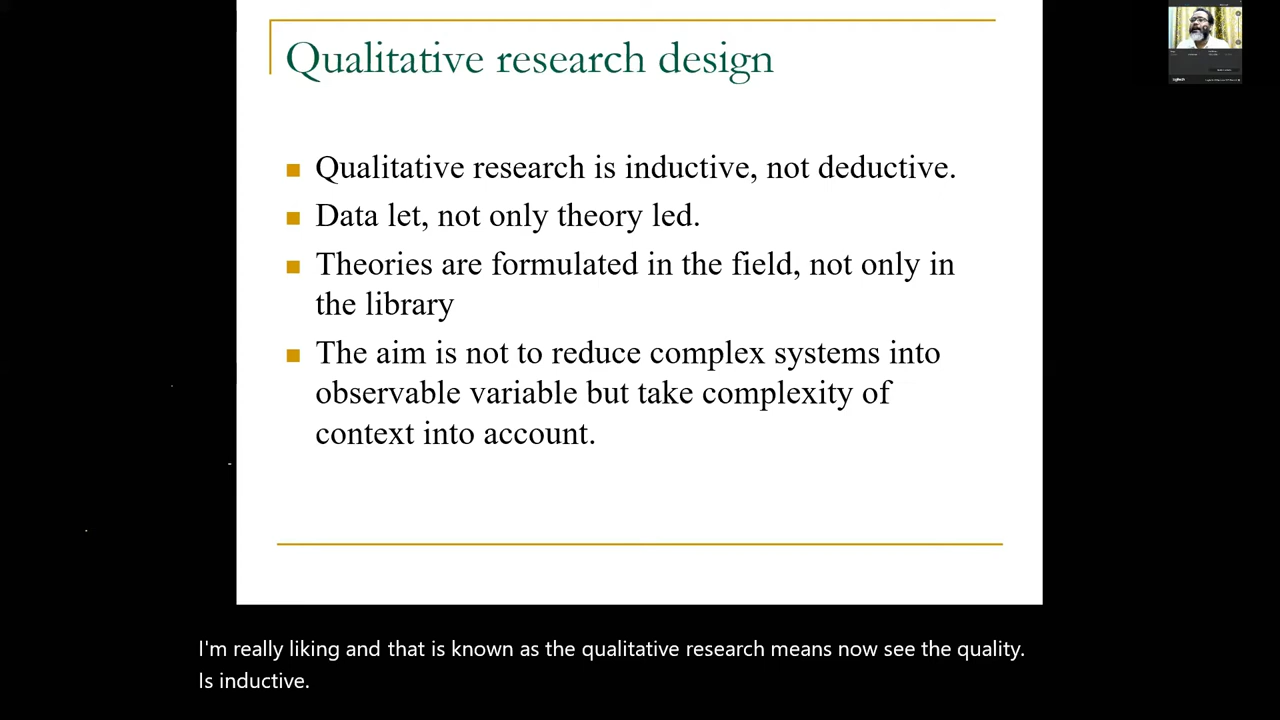 Qualitative research design
Qualitative research is inductive, not deductive.
Data let, not only theory led.
Theories are formulated in the field, not only in
the library
The aim is not to reduce complex systems into
observable variable but take complexity of
context into account.
I'm really liking and that is known as the qualitative research means now see the quality.
Is inductive.